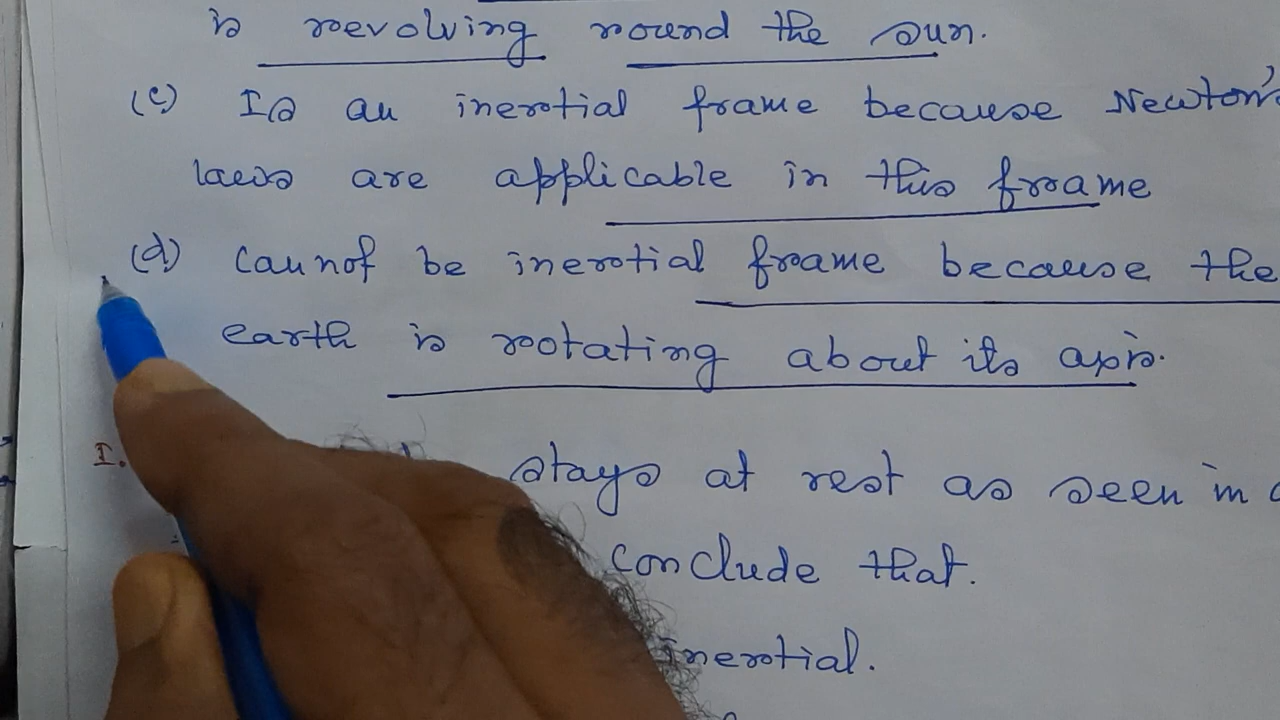 is revolving round the sun.
(c) Is an inertial frame because Newton's
laws are applicable in this frame
(d) Cannot be inertial frame because the
earth is rotating about its axis.
I. stays at rest as seen in
conclude that.
inertial.